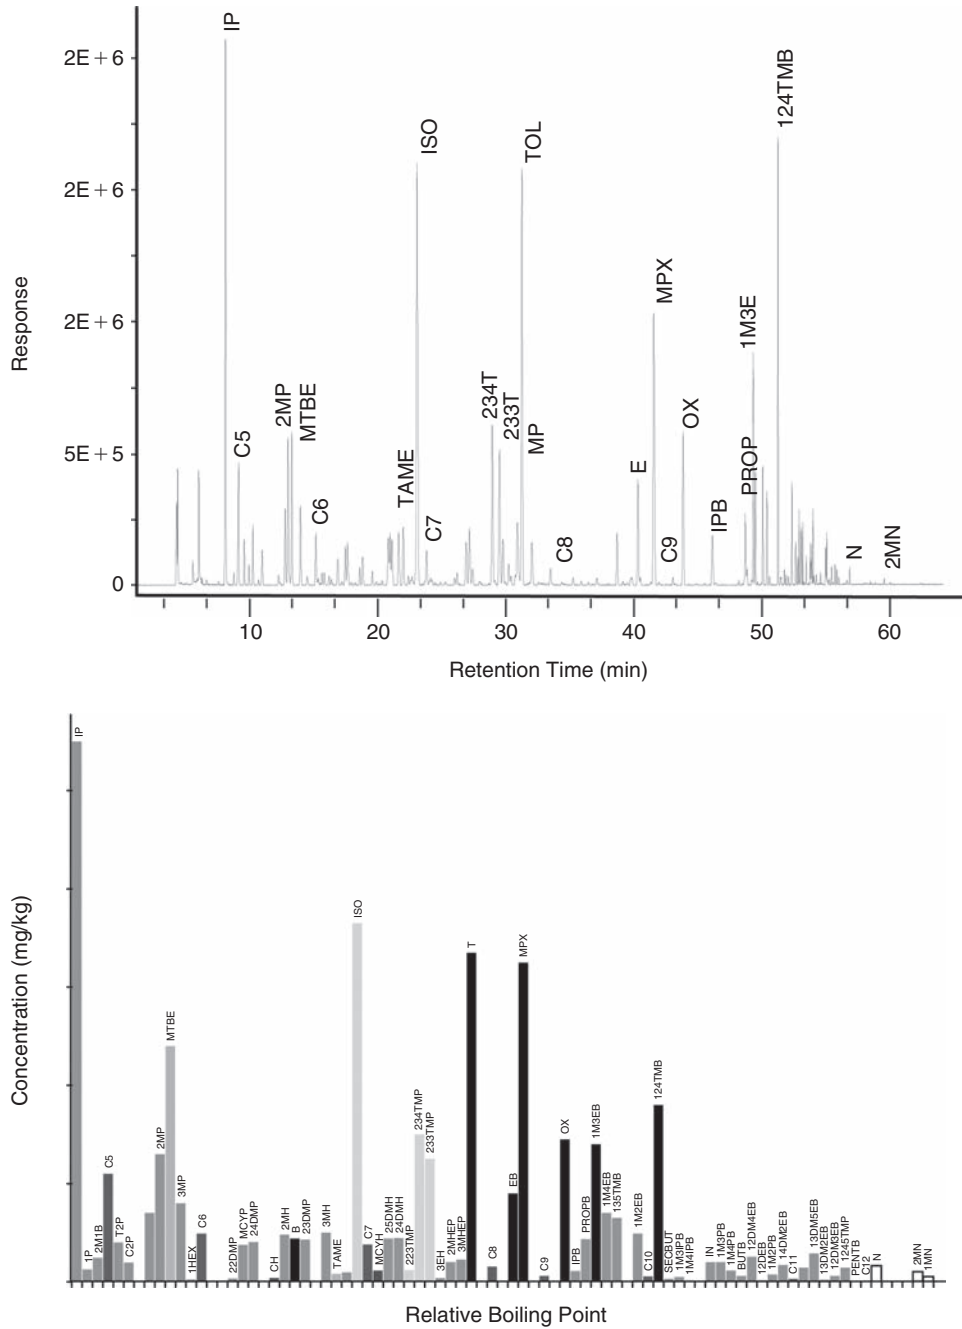 IP
2E + 6
124TMB
ISO
TOL
2E + 6
MPX
2E + 6
1M3E
2MP
MTBE
234T
233T
OX
C5
MP
5E + 5
TAME
E
PROP
C6
C7
IPB
C8
C9
N
2MN
0
Response
10
20
30
40
50
60
Retention Time (min)
IP
1P
2M1B
C5
T2P
C2P
2MP
MTBE
3MP
1HEX
C6
22DMP
MCYP
24DMP
CH
2MH
B
23DMP
3MH
TAME
ISO
C7
MCYH
25DMH
24DMH
223TMP
234TMP
233TMP
3EH
2MHEP
3MHEP
T
C8
EB
MPX
C9
OX
IPB
PROPB
1M3EB
1M4EB
135TMB
1M2EB
C10
124TMB
SECBUT
1M3IPB
1M4IPB
IN
1M3PB
1M4PB
BUTB
12DM4EB
12DEB
1M2PB
14DM2EB
C11
13DM5EB
13DM2EB
12DM3EB
1245TMP
PENTB
C12
N
2MN
1MN
Concentration (mg/kg)
Relative Boiling Point